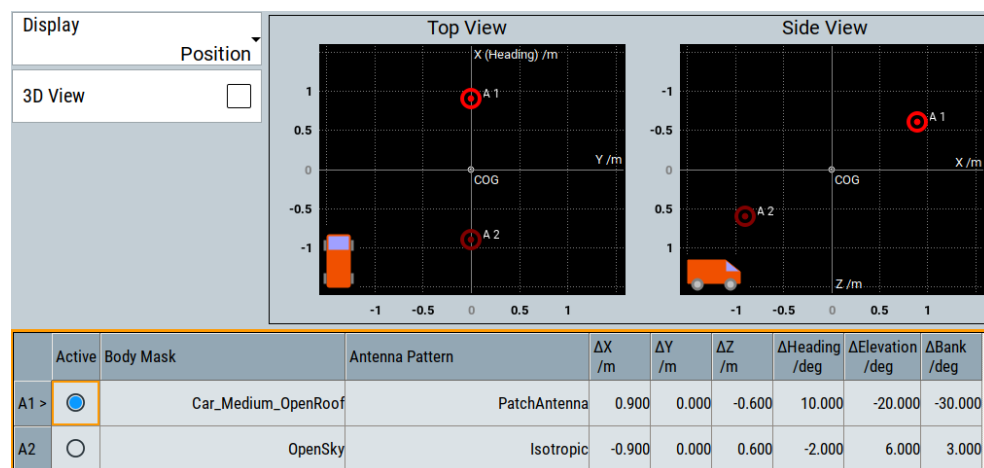 Display
Position
3D View
Top View
X (Heading) /m
A 1
1
0.5
Y /m
0
COG
-0.5
A 2
-1
-1 -0.5 0 0.5 1
Side View
-1
A 1
-0.5
X /m
0
COG
0.5
A 2
1
Z /m
-1 -0.5 0 0.5 1
Active Body Mask Antenna Pattern ΔX /m ΔY /m ΔZ /m ΔHeading /deg ΔElevation /deg ΔBank /deg
A1 > Car_Medium_OpenRoof PatchAntenna 0.900 0.000 -0.600 10.000 -20.000 -30.000
A2 OpenSky Isotropic -0.900 0.000 0.600 -2.000 6.000 3.000